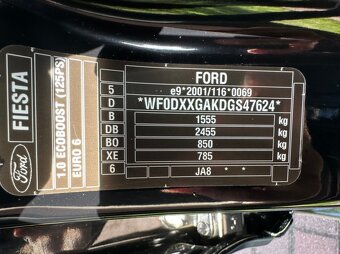 FORD
5 e9*2001/116*0069
D *WF0DXXGAKDGS47624*
B 1555 kg
DB 2455 kg
BO 850 kg
XE 785 kg
6 JA8 * *
FIESTA
1.0 ECOBOOST (125PS)
EURO 6
Ford